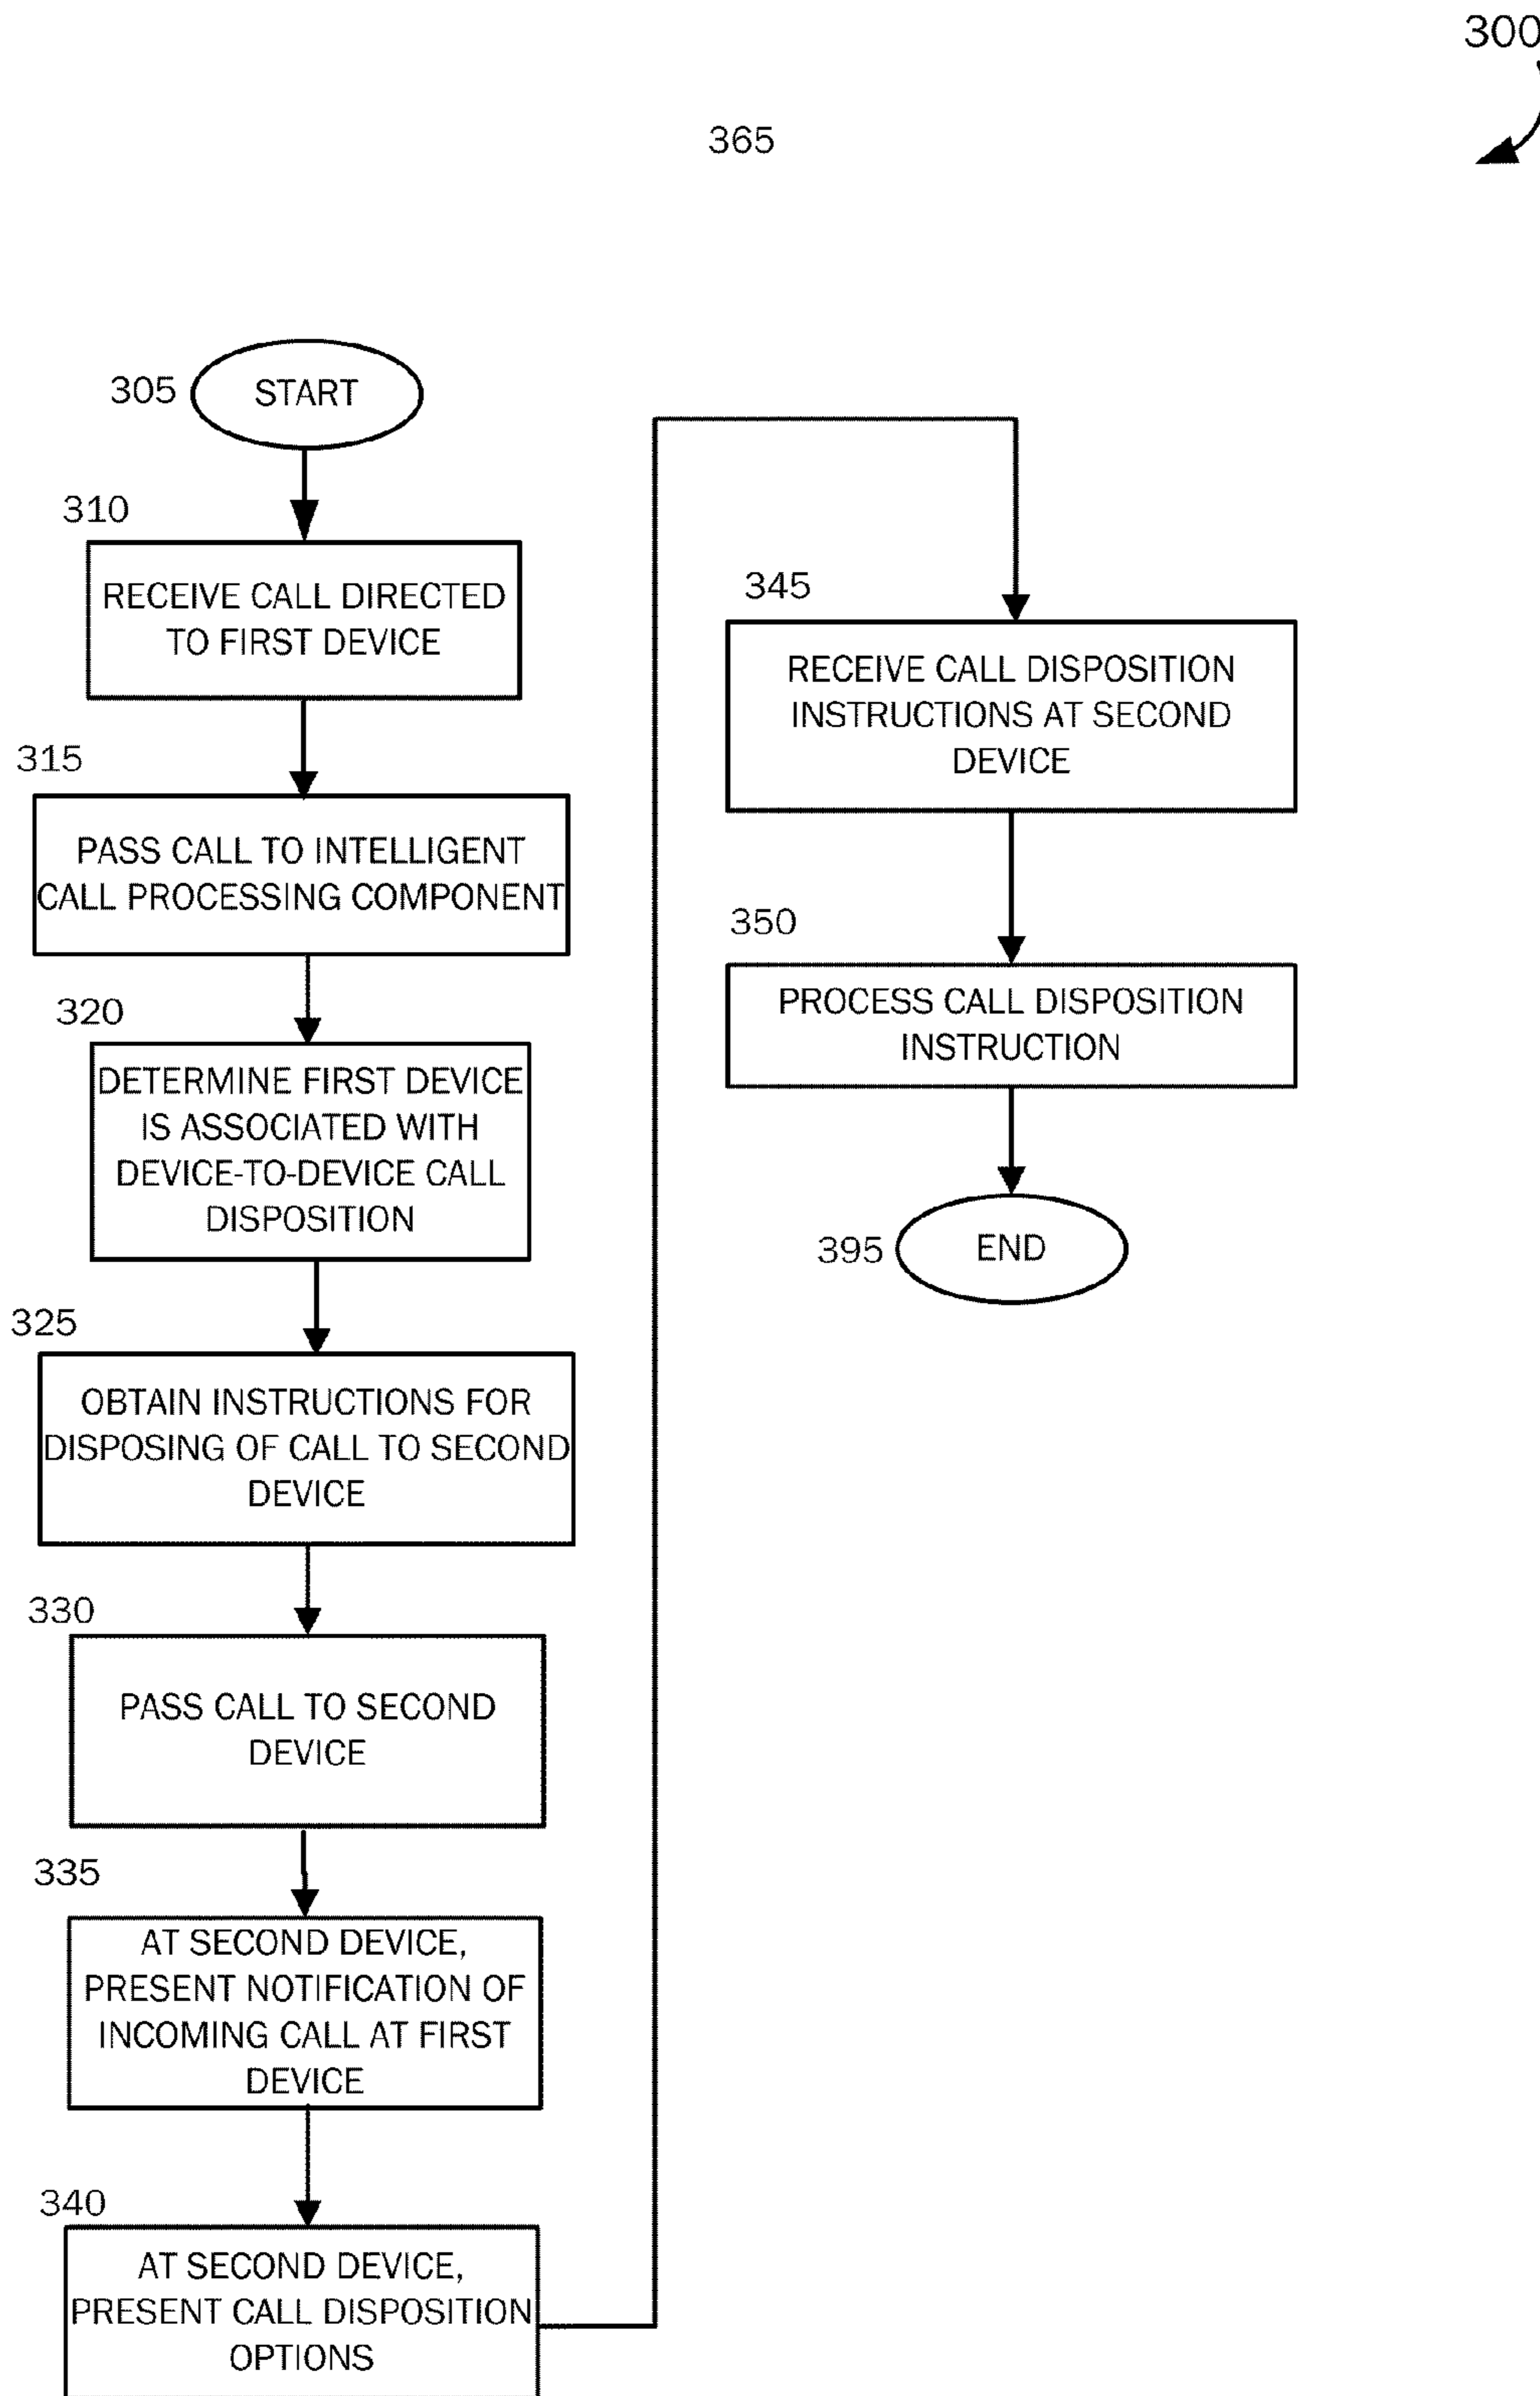 300
365
305
START
310
RECEIVE CALL DIRECTED
TO FIRST DEVICE
315
PASS CALL TO INTELLIGENT
CALL PROCESSING COMPONENT
320
DETERMINE FIRST DEVICE
IS ASSOCIATED WITH
DEVICE-TO-DEVICE CALL
DISPOSITION
325
OBTAIN INSTRUCTIONS FOR
DISPOSING OF CALL TO SECOND
DEVICE
330
PASS CALL TO SECOND
DEVICE
335
AT SECOND DEVICE,
PRESENT NOTIFICATION OF
INCOMING CALL AT FIRST
DEVICE
340
AT SECOND DEVICE,
PRESENT CALL DISPOSITION
OPTIONS
345
RECEIVE CALL DISPOSITION
INSTRUCTIONS AT SECOND
DEVICE
350
PROCESS CALL DISPOSITION
INSTRUCTION
395
END